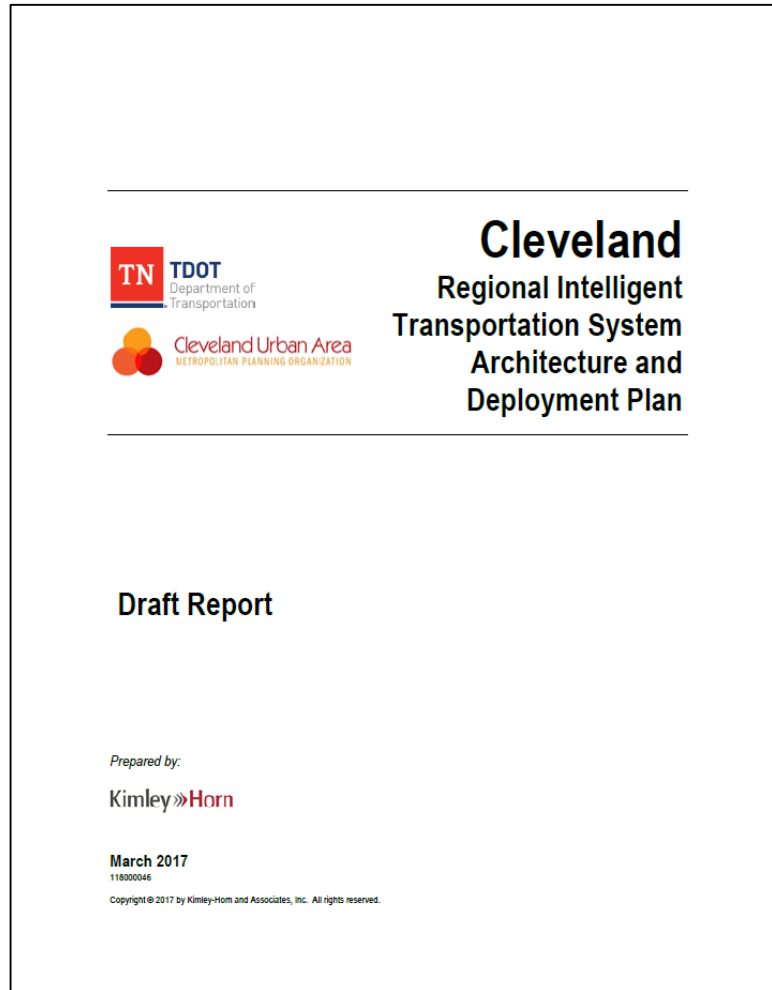 Cleveland
Regional Intelligent
Transportation System
Architecture and
Deployment Plan
TN
TDOT
Department of
Transportation
Cleveland Urban Area
METROPOLITAN PLANNING ORGANIZATION
Draft Report
Prepared by:
Kimley»Horn
March 2017
118000046
Copyright © 2017 by Kimley-Horn and Associates, Inc. All rights reserved.